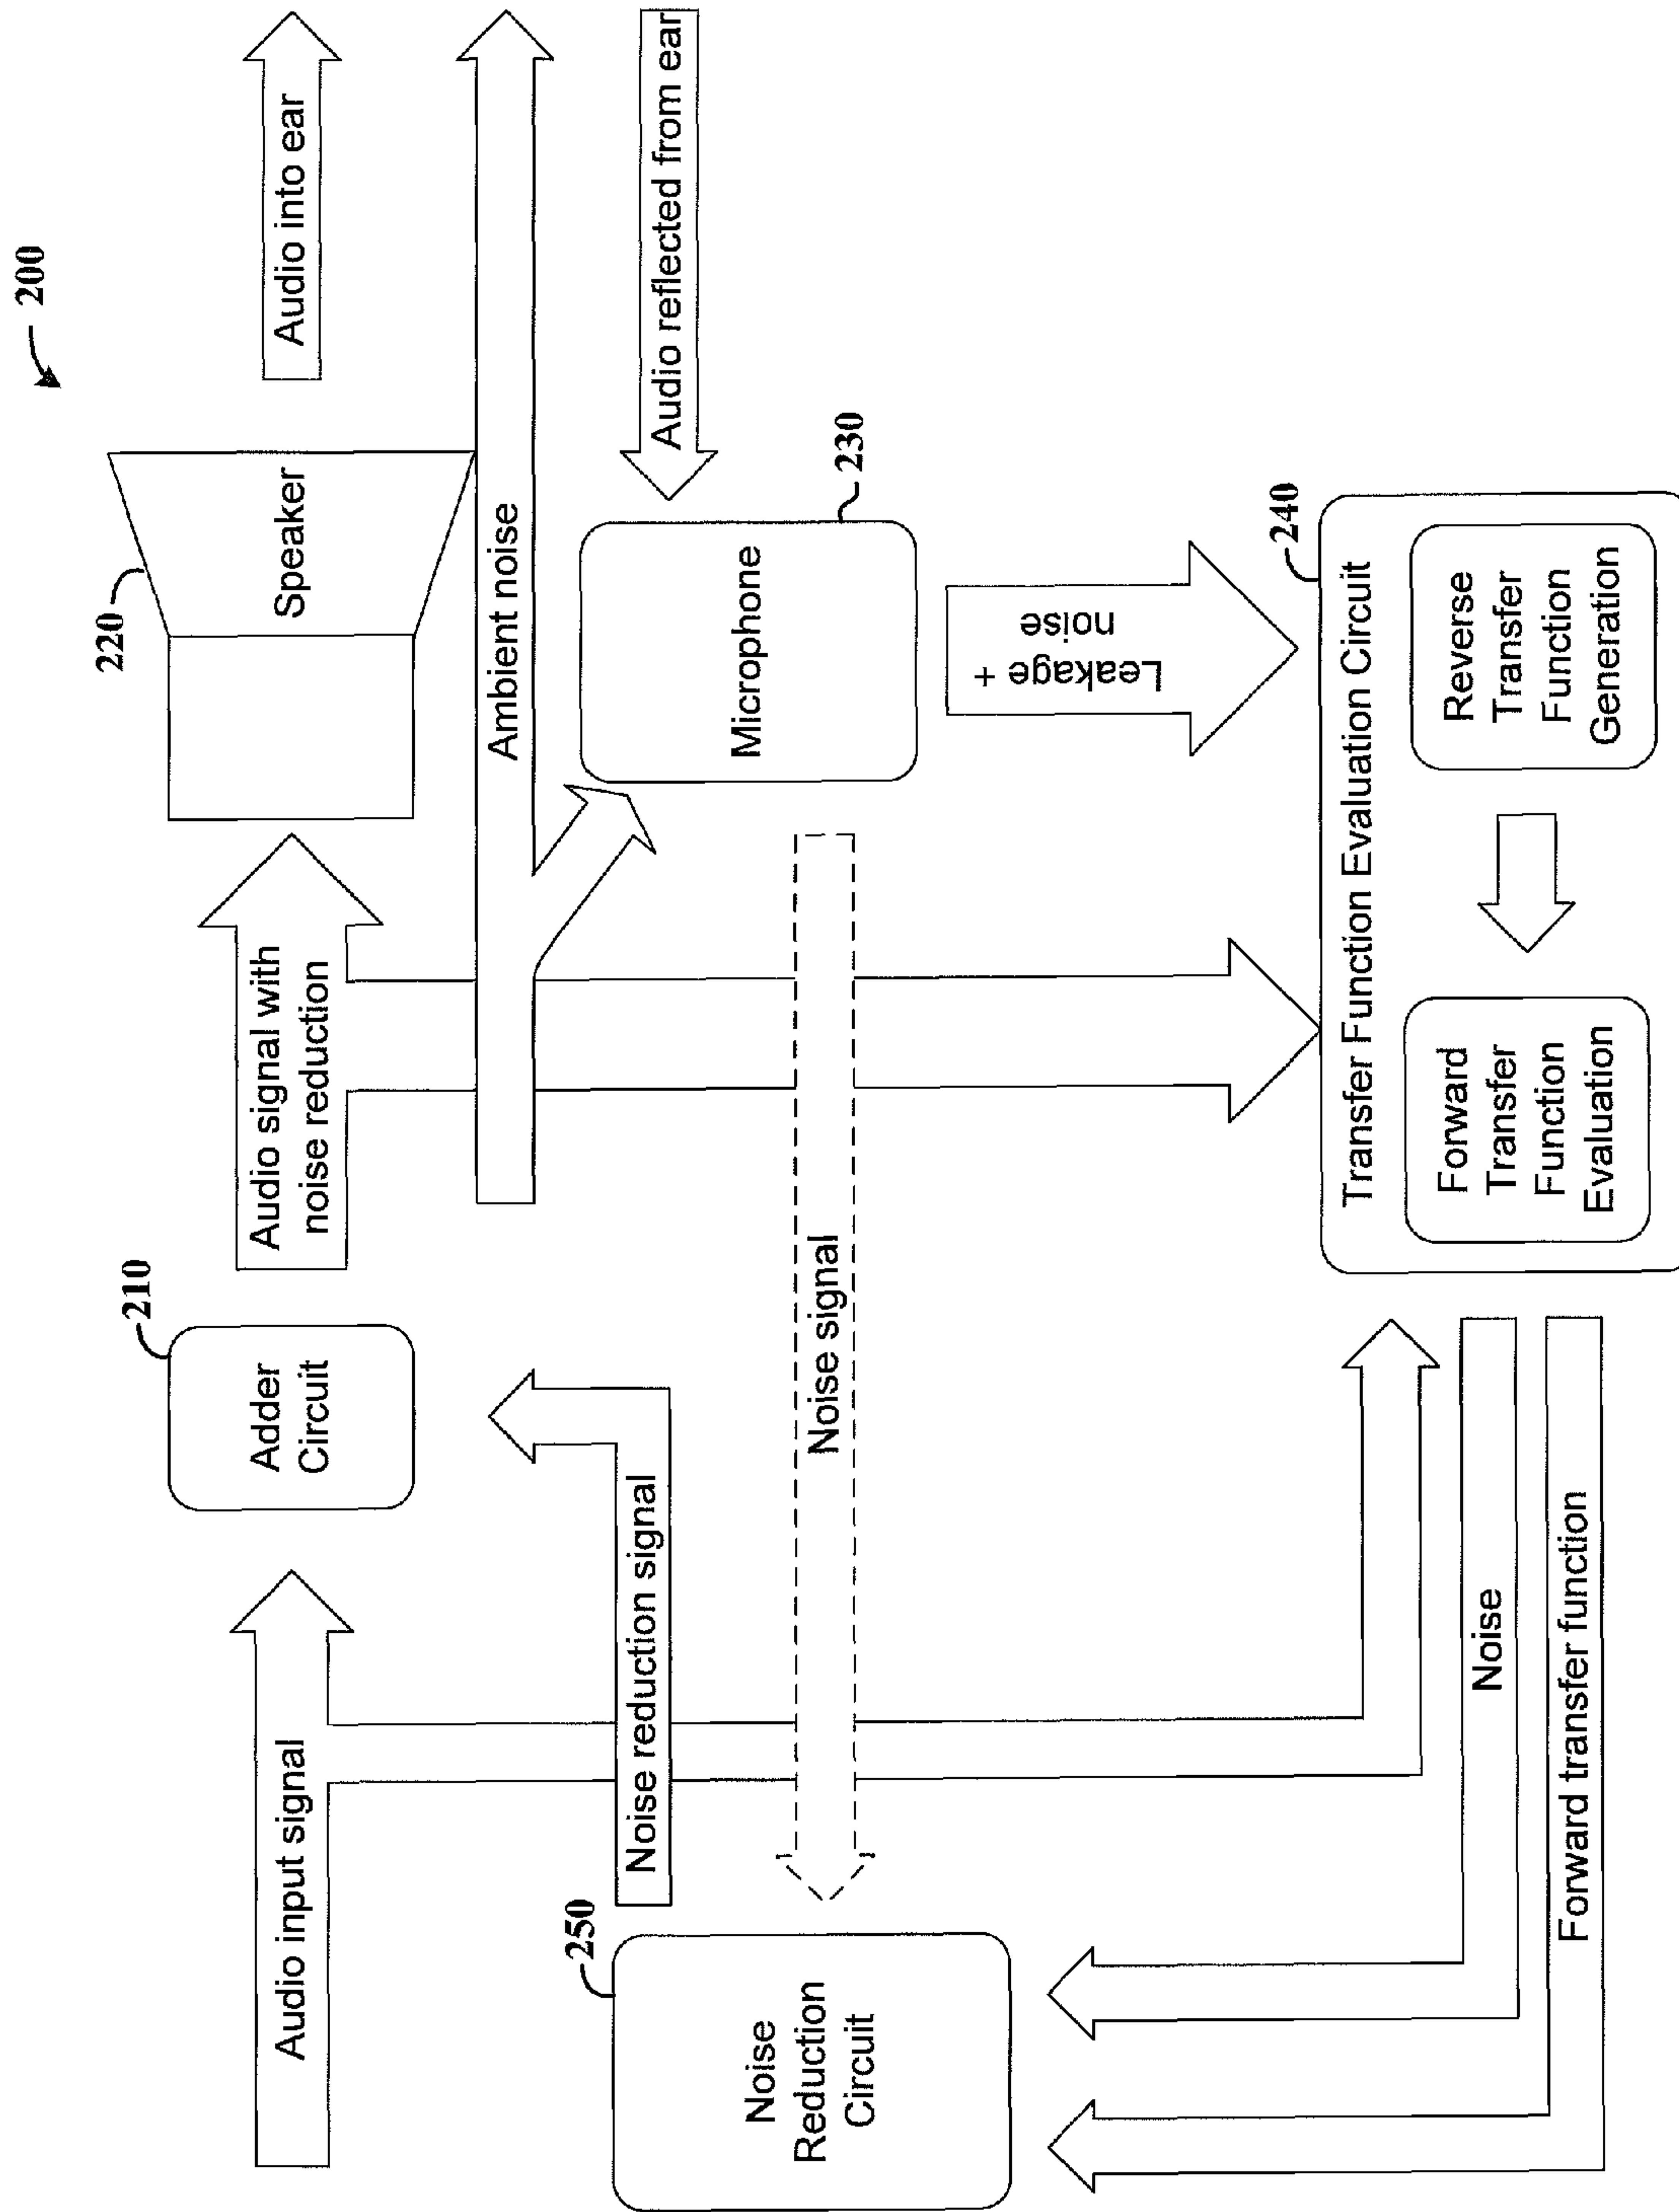 200
Audio input signal
210
Adder
Circuit
Audio signal with
noise reduction
220
Speaker
Audio into ear
Ambient noise
Audio reflected from ear
250
Noise
Reduction
Circuit
Noise reduction signal
Noise signal
230
Microphone
Leakage +
noise
240
Transfer Function Evaluation Circuit
Forward
Transfer
Function
Evaluation
Reverse
Transfer
Function
Generation
Noise
Forward transfer function